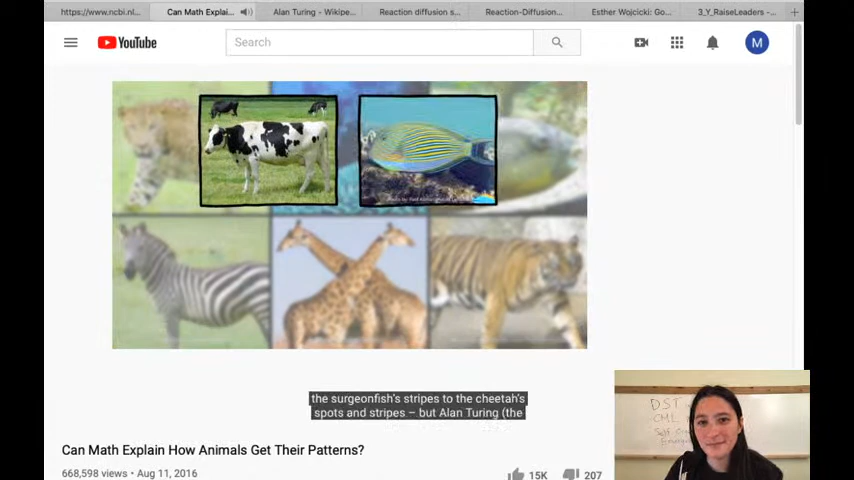 https://www.ncbi.nl...
Can Math Explai...
Alan Turing - Wikipe...
Reaction diffusion s...
Reaction-Diffusion...
Esther Wojcicki: Go...
3_Y_RaiseLeaders -...
YouTube
Search
M
the surgeonfish's stripes to the cheetah's
spots and stripes – but Alan Turing (the
Can Math Explain How Animals Get Their Patterns?
668,598 views • Aug 11, 2016
15K
207
DST
CML